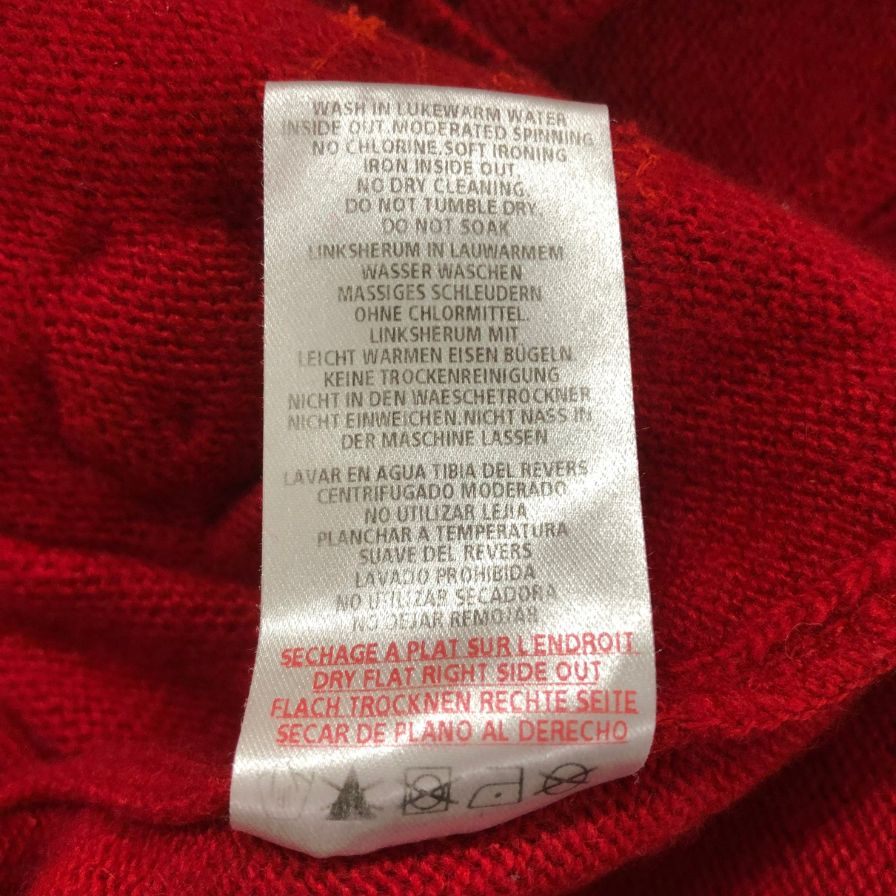 WASH IN LUKEWARM WATER
INSIDE OUT.MODERATED SPINNING
NO CHLORINE.SOFT IRONING
IRON INSIDE OUT
NO DRY CLEANING.
DO NOT TUMBLE DRY.
DO NOT SOAK
LINKSHERUM IN LAUWARMEM
WASSER WASCHEN
MASSIGES SCHLEUDERN
OHNE CHLORMITTEL.
LINKSHERUM MIT
LEICHT WARMEN EISEN BÜGELN.
KEINE TROCKENREINIGUNG
NICHT IN DEN WAESCHETROCKNER
NICHT EINWEICHEN.NICHT NASS IN
DER MASCHINE LASSEN
LAVAR EN AGUA TIBIA DEL REVERS
CENTRIFUGADO MODERADO
NO UTILIZAR LEJIA
PLANCHAR A TEMPERATURA
SUAVE DEL REVERS
LAVADO PROHIBIDA
NO UTILIZAR SECADORA
NO DEJAR REMOJAR
SECHAGE A PLAT SUR L'ENDROIT
DRY FLAT RIGHT SIDE OUT
FLACH TROCKNEN RECHTE SEITE
SECAR DE PLANO AL DERECHO